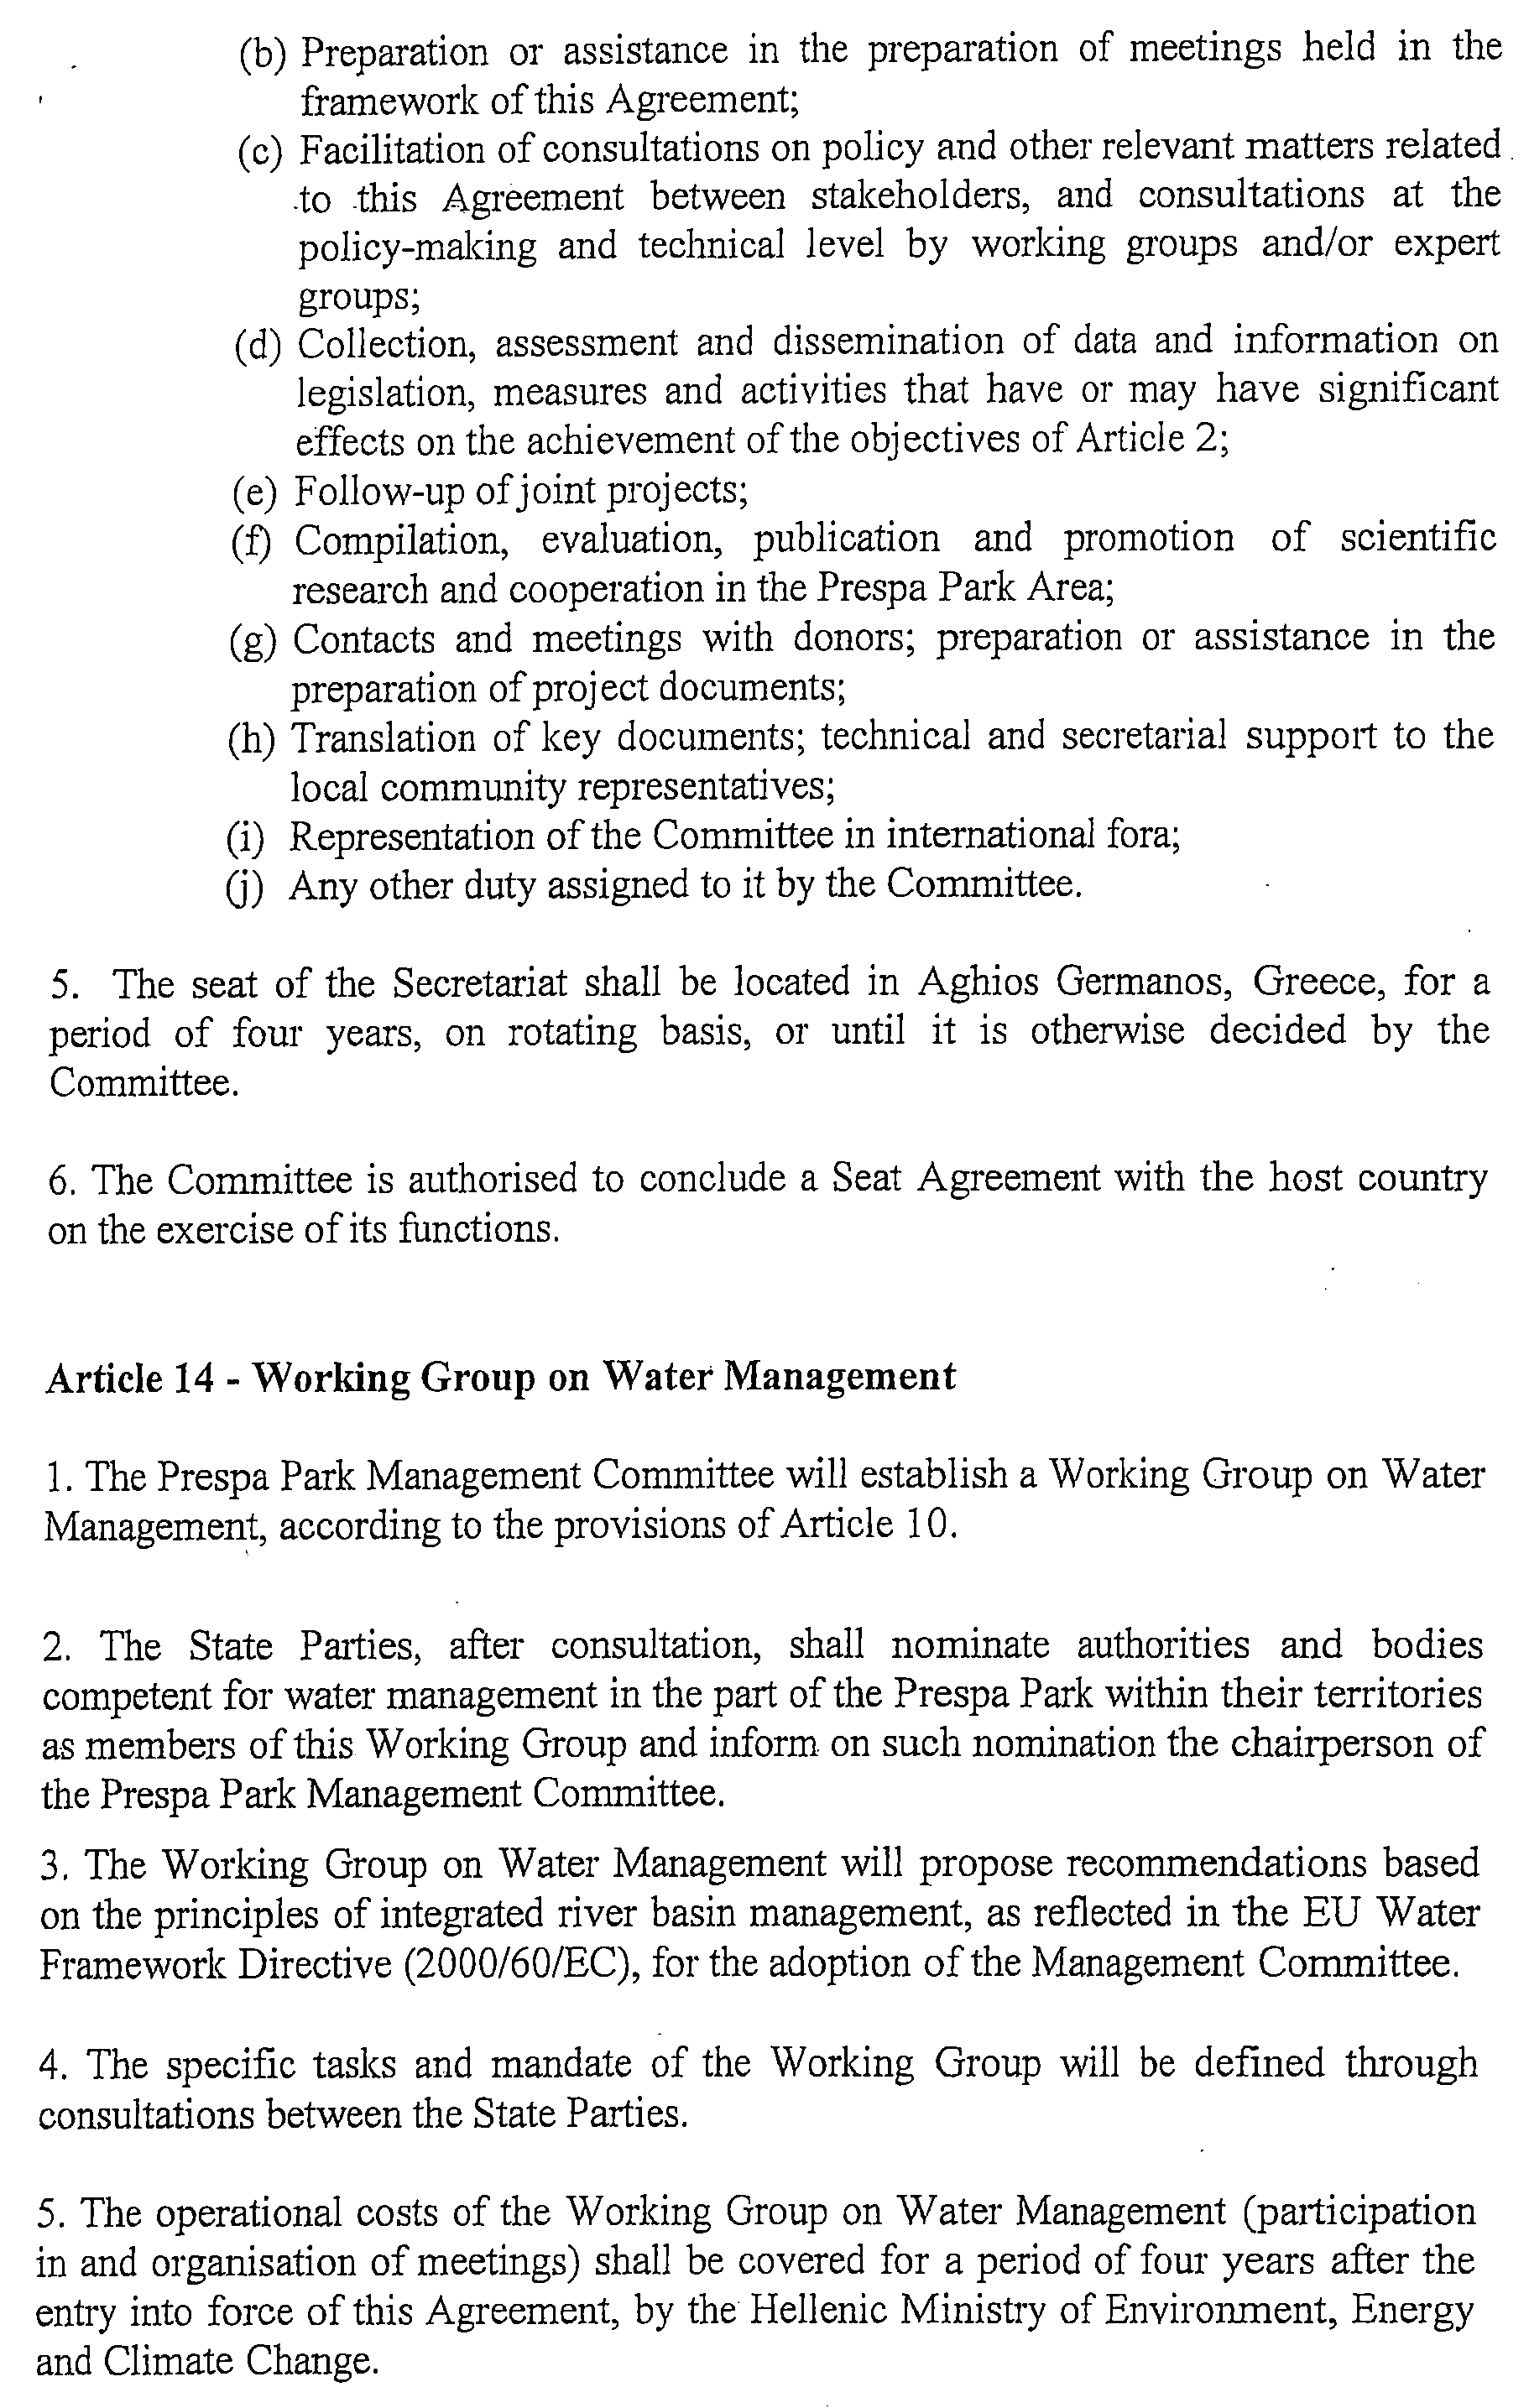 (b) Preparation or assistance in the preparation of meetings held in the
framework of this Agreement;
(c) Facilitation of consultations on policy and other relevant matters related
to this Agreement between stakeholders, and consultations at the
policy-making and technical level by working groups and/or expert
groups;
(d) Collection, assessment and dissemination of data and information on
legislation, measures and activities that have or may have significant
effects on the achievement of the objectives of Article 2;
(e) Follow-up of joint projects;
(f) Compilation, evaluation, publication and promotion of scientific
research and cooperation in the Prespa Park Area;
(g) Contacts and meetings with donors; preparation or assistance in the
preparation of project documents;
(h) Translation of key documents; technical and secretarial support to the
local community representatives;
(i) Representation of the Committee in international fora;
(j) Any other duty assigned to it by the Committee.
5. The seat of the Secretariat shall be located in Aghios Germanos, Greece, for a
period of four years, on rotating basis, or until it is otherwise decided by the
Committee.
6. The Committee is authorised to conclude a Seat Agreement with the host country
on the exercise of its functions.
Article 14 - Working Group on Water Management
1. The Prespa Park Management Committee will establish a Working Group on Water
Management, according to the provisions of Article 10.
2. The State Parties, after consultation, shall nominate authorities and bodies
competent for water management in the part of the Prespa Park within their territories
as members of this Working Group and inform on such nomination the chairperson of
the Prespa Park Management Committee.
3. The Working Group on Water Management will propose recommendations based
on the principles of integrated river basin management, as reflected in the EU Water
Framework Directive (2000/60/EC), for the adoption of the Management Committee.
4. The specific tasks and mandate of the Working Group will be defined through
consultations between the State Parties.
5. The operational costs of the Working Group on Water Management (participation
in and organisation of meetings) shall be covered for a period of four years after the
entry into force of this Agreement, by the Hellenic Ministry of Environment, Energy
and Climate Change.